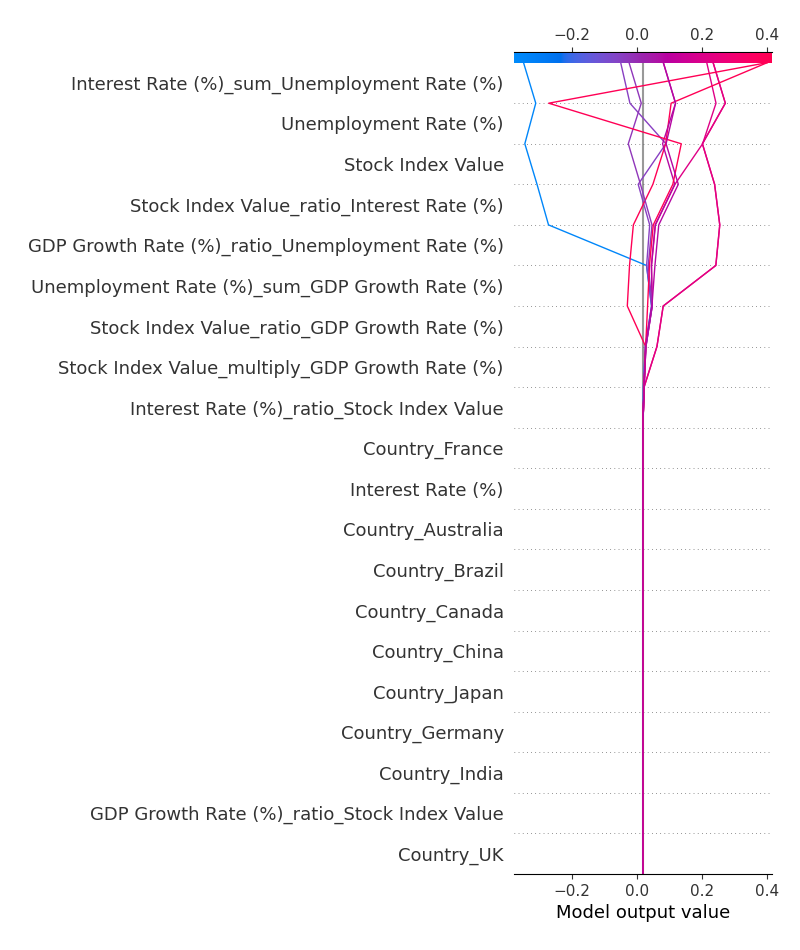 −0.2 0.0 0.2 0.4
Interest Rate (%)_sum_Unemployment Rate (%)
Unemployment Rate (%)
Stock Index Value
Stock Index Value_ratio_Interest Rate (%)
GDP Growth Rate (%)_ratio_Unemployment Rate (%)
Unemployment Rate (%)_sum_GDP Growth Rate (%)
Stock Index Value_ratio_GDP Growth Rate (%)
Stock Index Value_multiply_GDP Growth Rate (%)
Interest Rate (%)_ratio_Stock Index Value
Country_France
Interest Rate (%)
Country_Australia
Country_Brazil
Country_Canada
Country_China
Country_Japan
Country_Germany
Country_India
GDP Growth Rate (%)_ratio_Stock Index Value
Country_UK
−0.2 0.0 0.2 0.4
Model output value